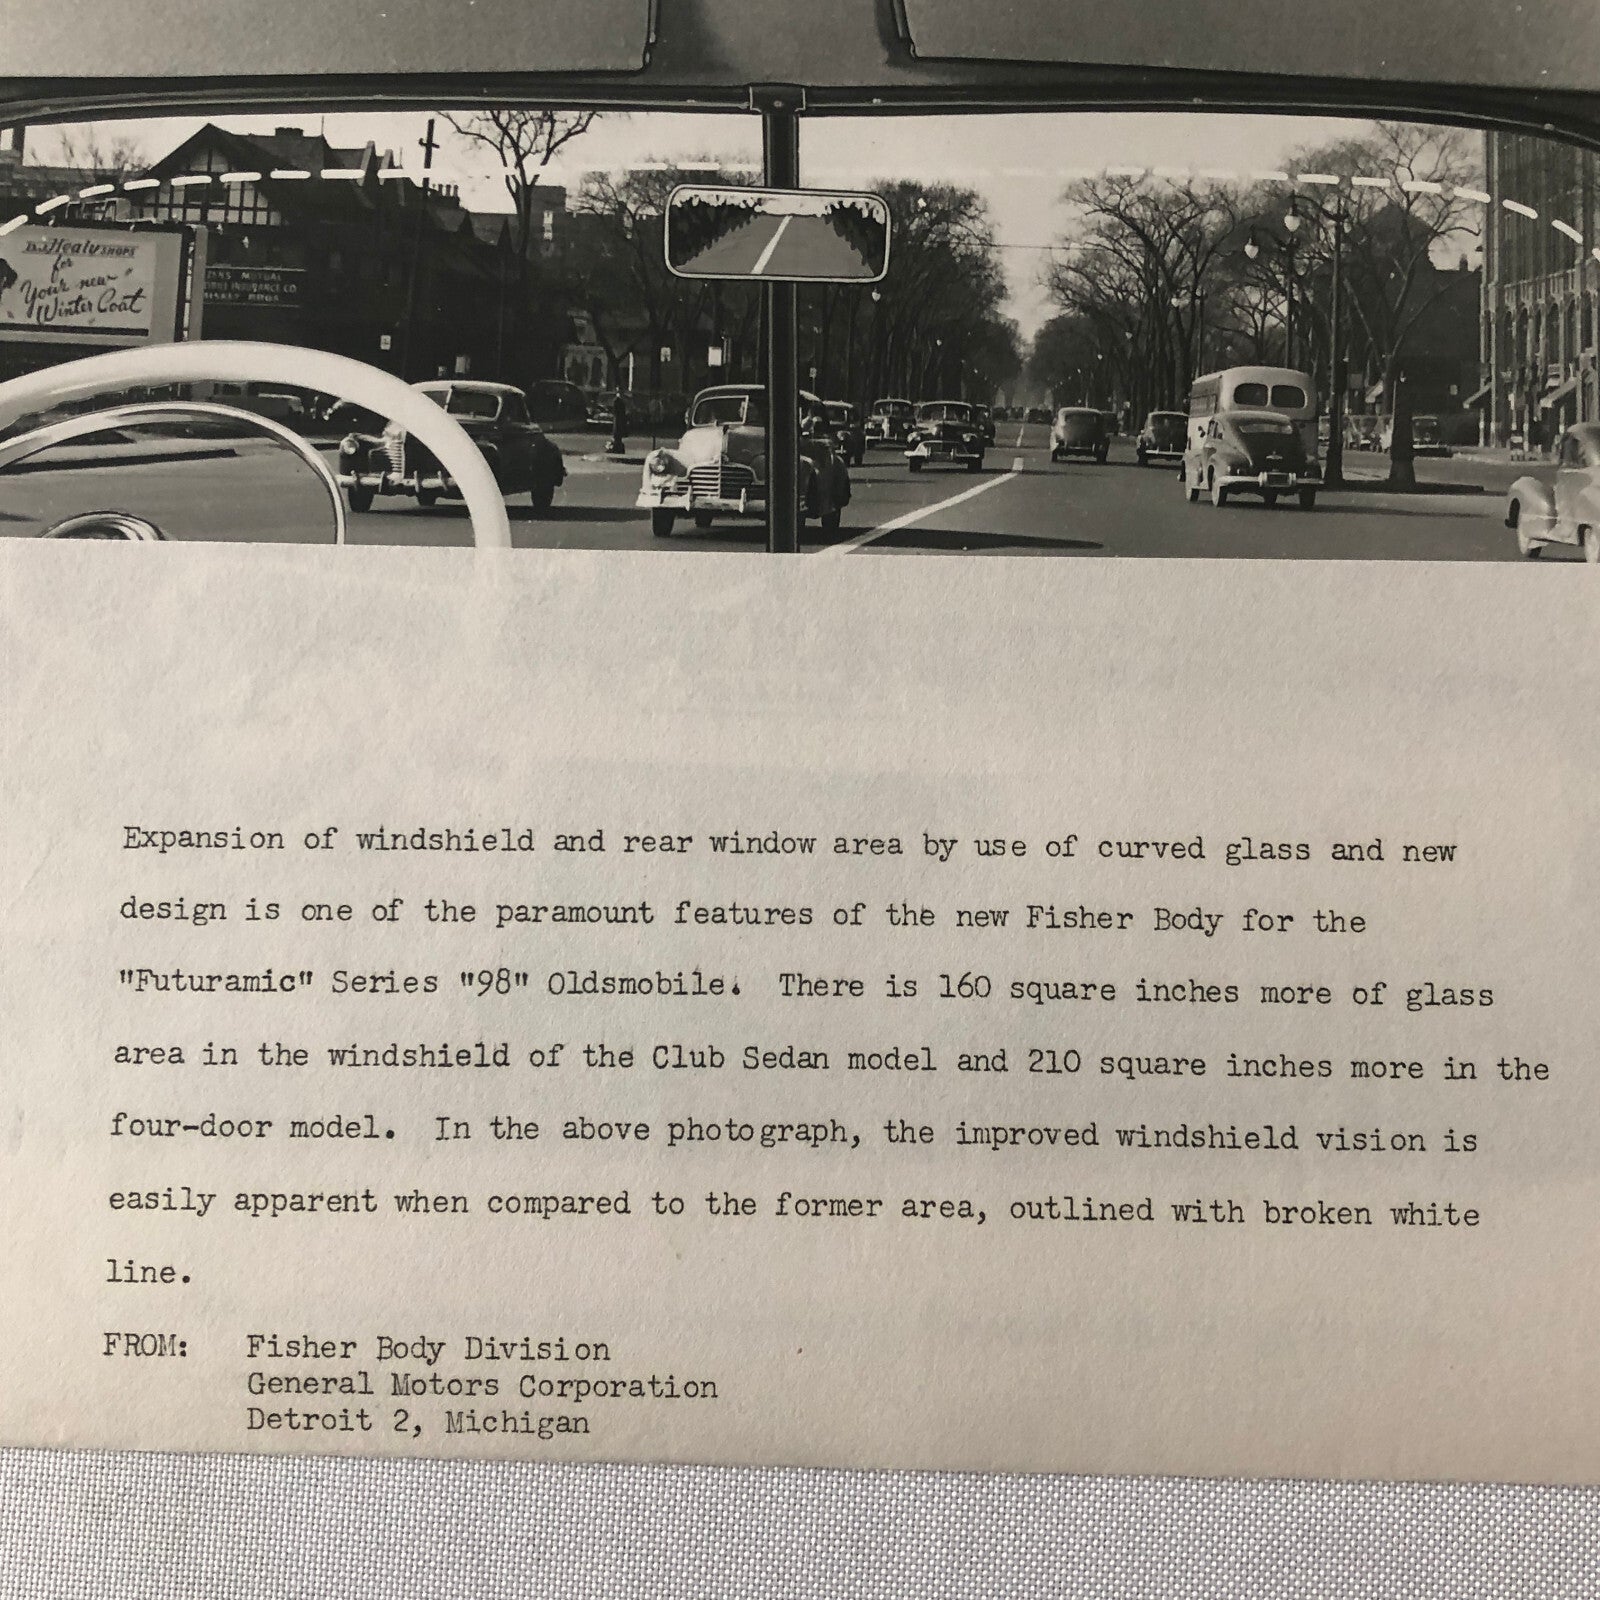 D.J. Healy SHOPS
for
Your new
Winter Coat
MUTUAL
INSURANCE CO
Expansion of windshield and rear window area by use of curved glass and new
design is one of the paramount features of the new Fisher Body for the
"Futuramic" Series "98" Oldsmobile. There is 160 square inches more of glass
area in the windshield of the Club Sedan model and 210 square inches more in the
four-door model. In the above photograph, the improved windshield vision is
easily apparent when compared to the former area, outlined with broken white
line.
FROM: Fisher Body Division
General Motors Corporation
Detroit 2, Michigan